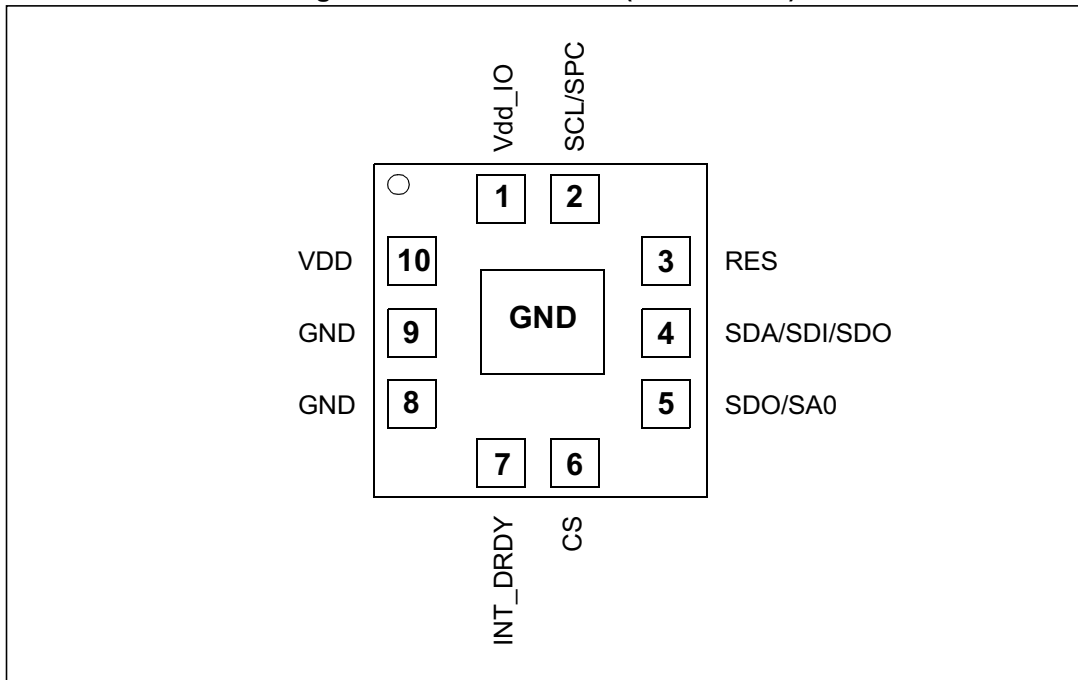 Vdd_IO
SCL/SPC
1
2
VDD
10
3
RES
GND
9
GND
4
SDA/SDI/SDO
GND
8
5
SDO/SA0
7
6
INT_DRDY
CS